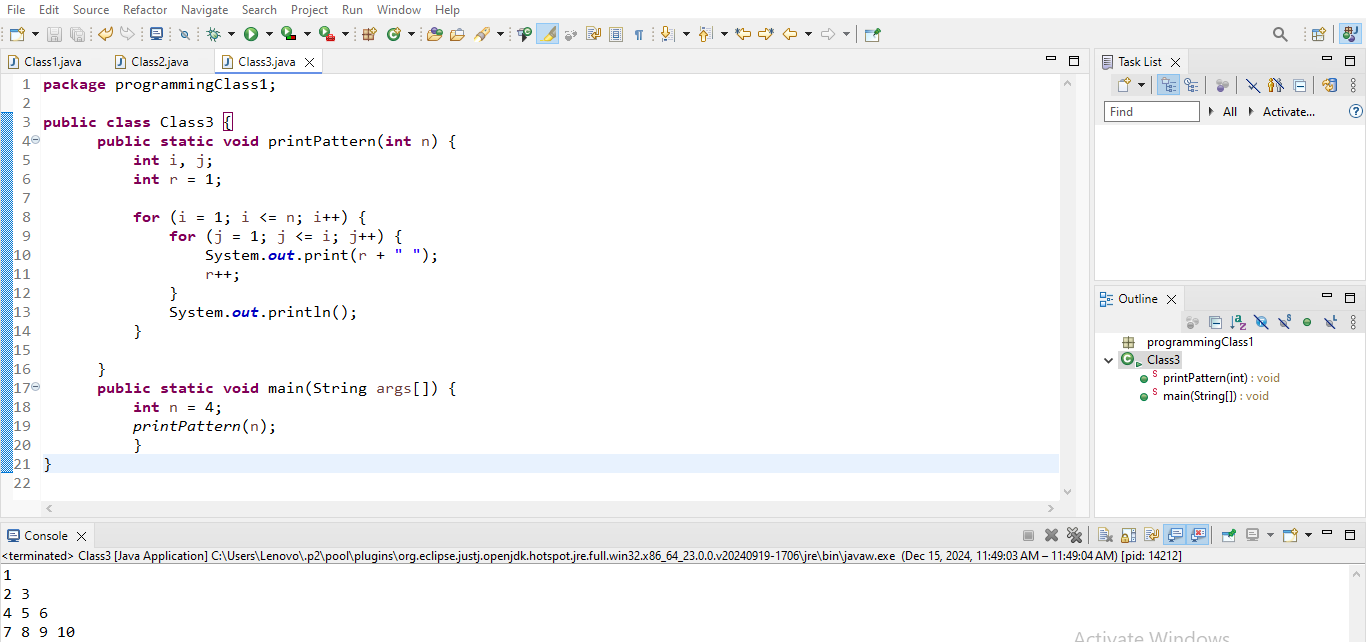 File Edit Source Refactor Navigate Search Project Run Window Help
Class1.java Class2.java Class3.java
1 package programmingClass1;
2
3 public class Class3 {
4 public static void printPattern(int n) {
5 int i, j;
6 int r = 1;
7
8 for (i = 1; i <= n; i++) {
9 for (j = 1; j <= i; j++) {
10 System.out.print(r + " ");
11 r++;
12 }
13 System.out.println();
14 }
15
16 }
17 public static void main(String args[]) {
18 int n = 4;
19 printPattern(n);
20 }
21 }
22
Task List
Find All Activate...
Outline
programmingClass1
Class3
printPattern(int) : void
main(String[]) : void
Console
<terminated> Class3 [Java Application] C:\Users\Lenovo\.p2\pool\plugins\org.eclipse.justj.openjdk.hotspot.jre.full.win32.x86_64_23.0.0.v20240919-1706\jre\bin\javaw.exe (Dec 15, 2024, 11:49:03 AM – 11:49:04 AM) [pid: 14212]
1
2 3
4 5 6
7 8 9 10
Activate Windows